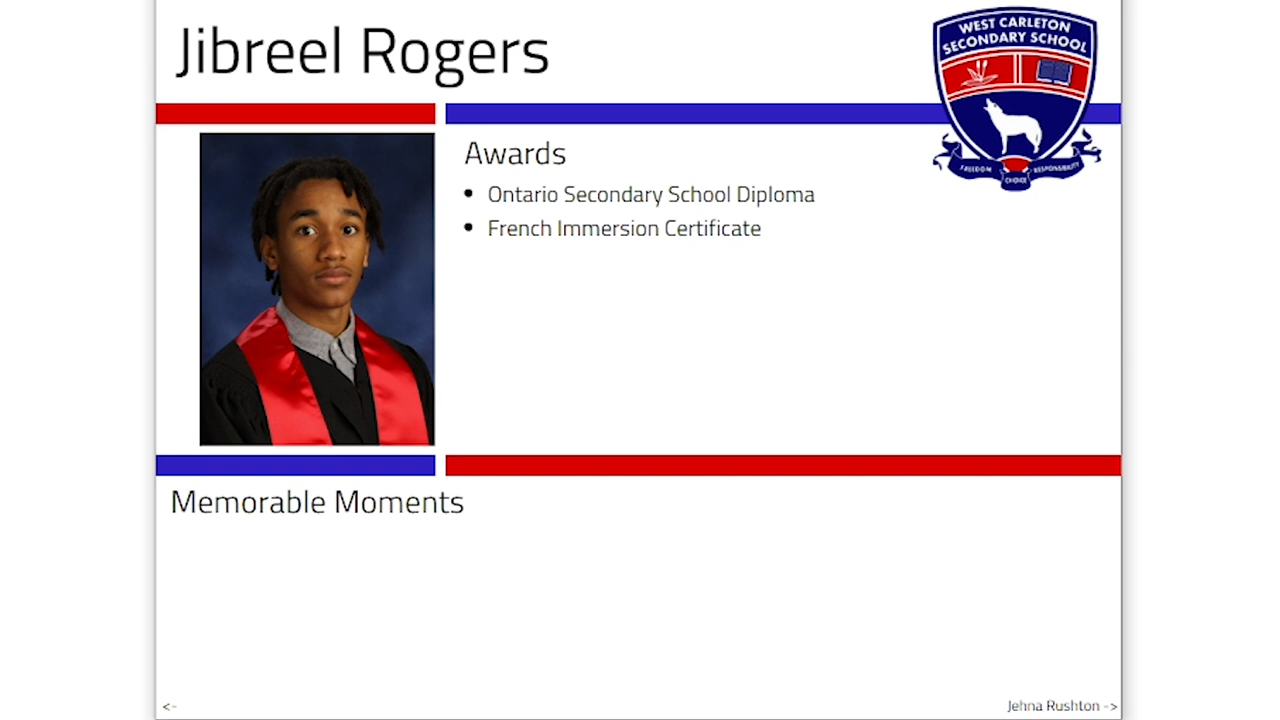 Jibreel Rogers
WEST CARLETON
SECONDARY SCHOOL
FREEDOM
CHOICE
RESPONSIBILITY
Awards
• Ontario Secondary School Diploma
• French Immersion Certificate
Memorable Moments
<-
Jehna Rushton ->